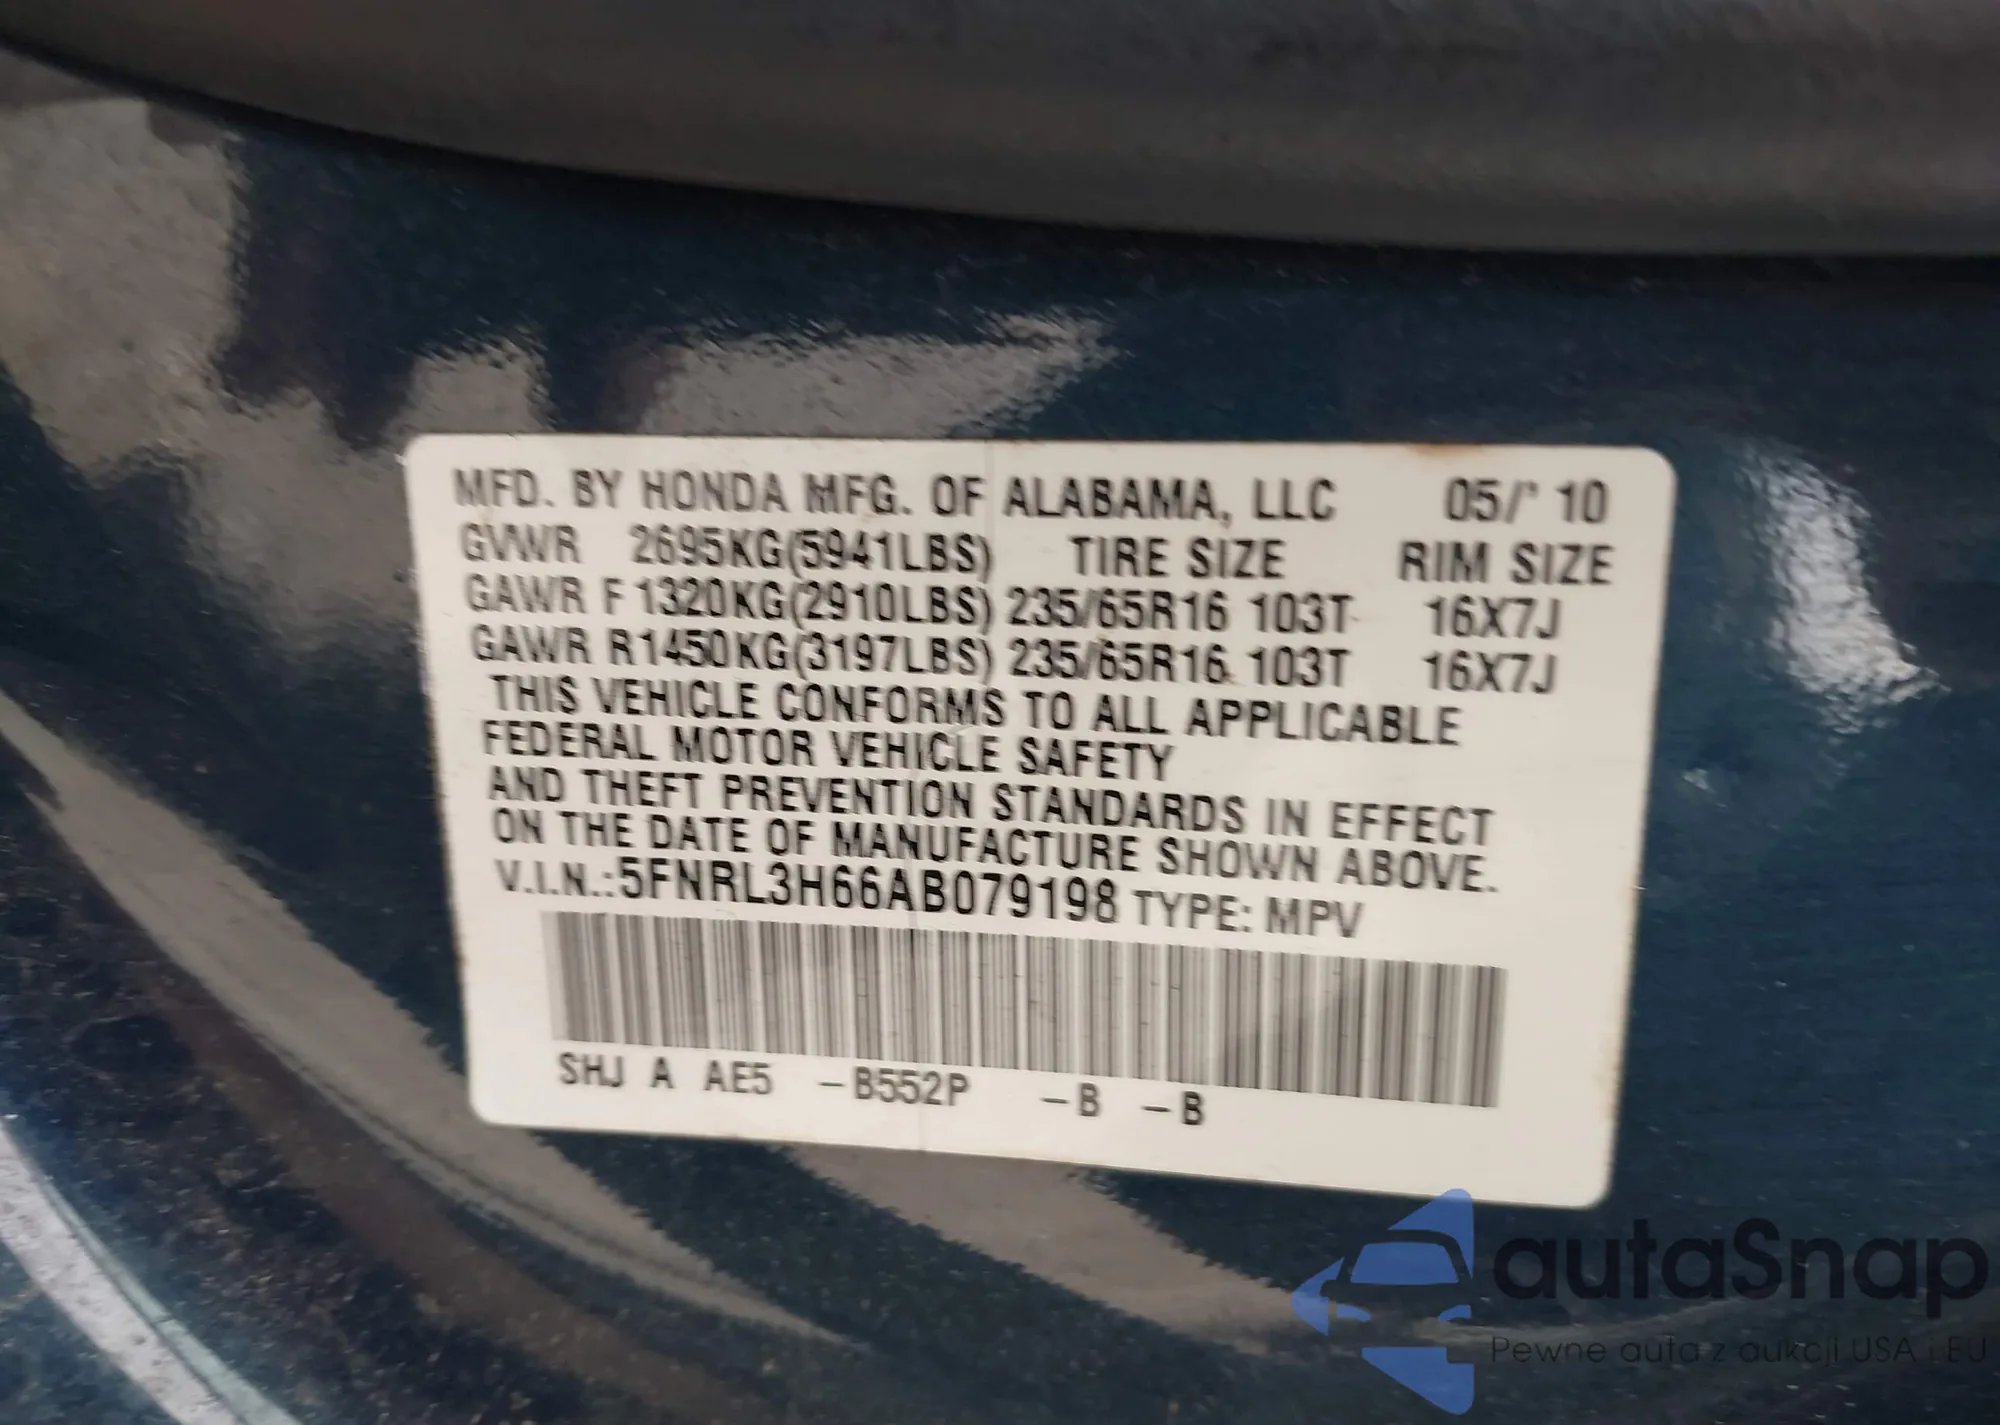 MFD. BY HONDA MFG. OF ALABAMA, LLC 05/' 10
GVWR 2695KG(5941LBS) TIRE SIZE RIM SIZE
GAWR F 1320KG(2910LBS) 235/65R16 103T 16X7J
GAWR R1450KG(3197LBS) 235/65R16 103T 16X7J
THIS VEHICLE CONFORMS TO ALL APPLICABLE
FEDERAL MOTOR VEHICLE SAFETY
AND THEFT PREVENTION STANDARDS IN EFFECT
ON THE DATE OF MANUFACTURE SHOWN ABOVE.
V.I.N.:5FNRL3H66AB079198 TYPE: MPV
SHJ A AE5 –B552P –B –B
autaSnap
Pewne auta z aukcji USA i EU